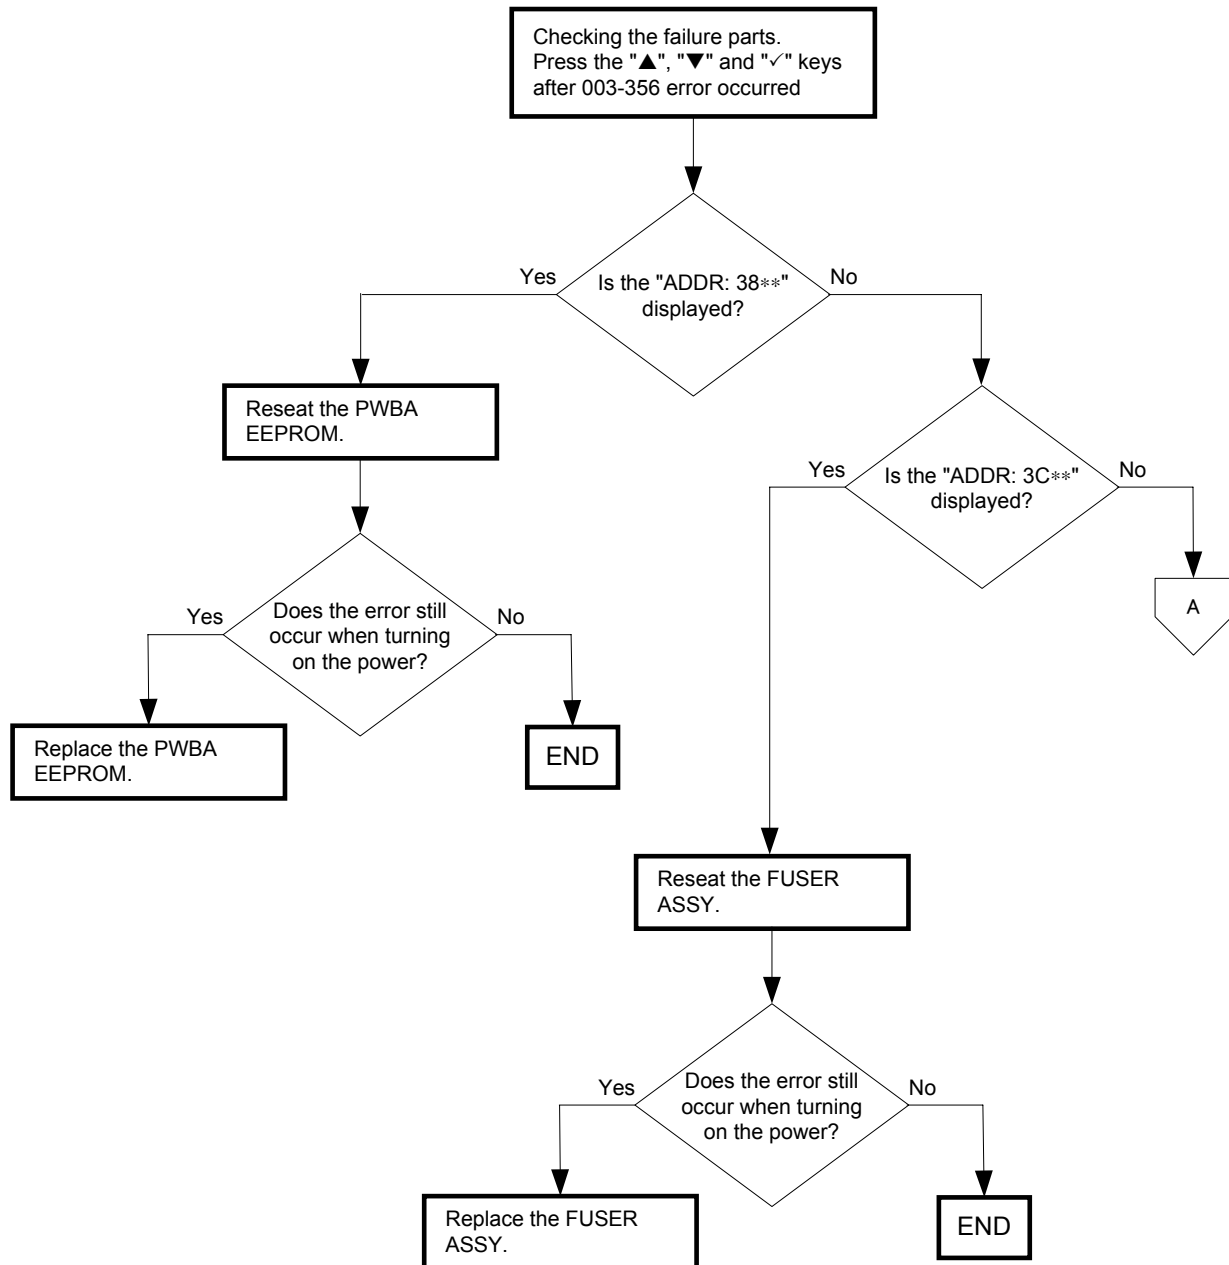 Checking the failure parts.
Press the "▲", "▼" and "✓" keys
after 003-356 error occurred
Yes
Is the "ADDR: 38**"
displayed?
No
Reseat the PWBA
EEPROM.
Yes
Is the "ADDR: 3C**"
displayed?
No
A
Yes
Does the error still
occur when turning
on the power?
No
Replace the PWBA
EEPROM.
END
Reseat the FUSER
ASSY.
Yes
Does the error still
occur when turning
on the power?
No
Replace the FUSER
ASSY.
END